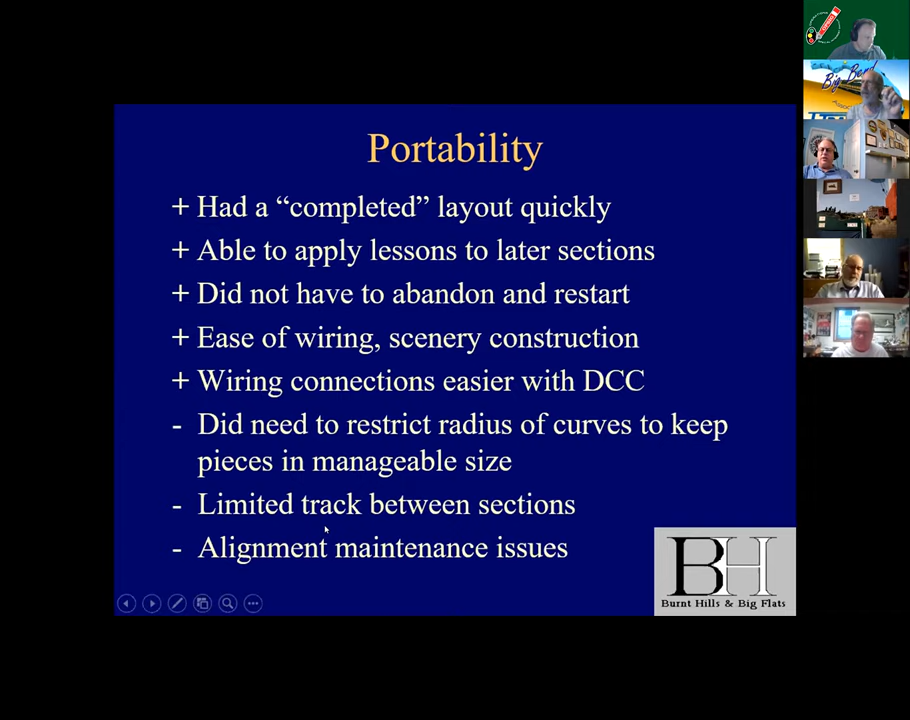 Portability
+ Had a “completed” layout quickly
+ Able to apply lessons to later sections
+ Did not have to abandon and restart
+ Ease of wiring, scenery construction
+ Wiring connections easier with DCC
- Did need to restrict radius of curves to keep
pieces in manageable size
- Limited track between sections
- Alignment maintenance issues
BH
Burnt Hills & Big Flats
Big Bend